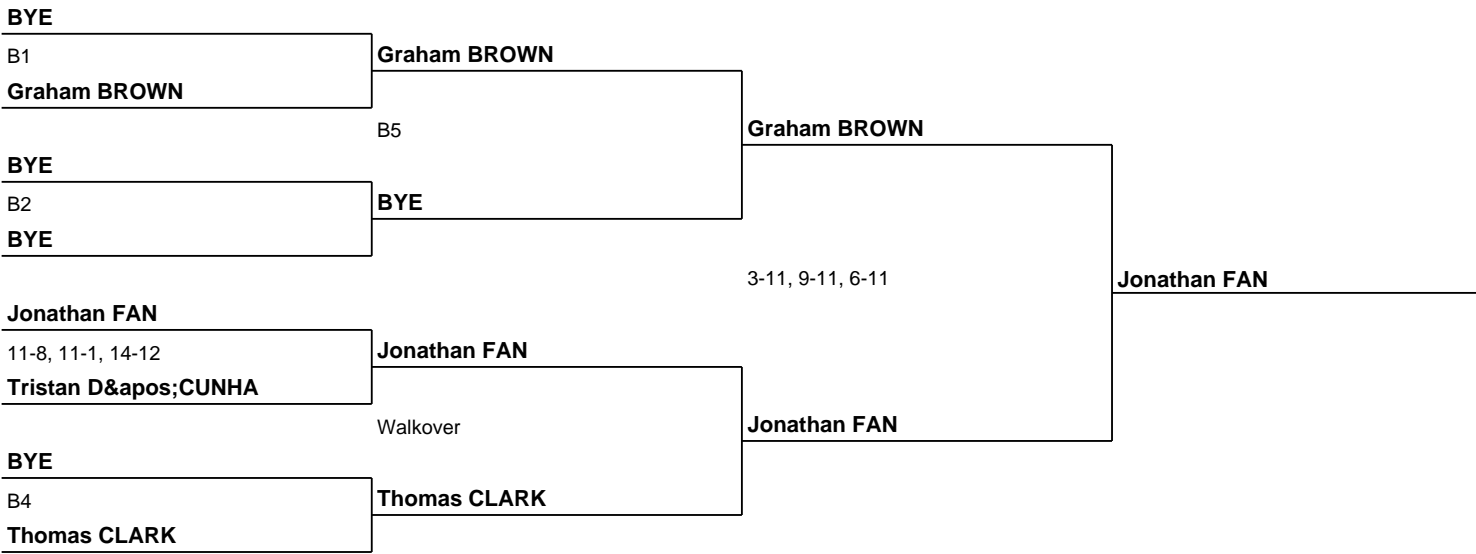 BYE
B1
Graham BROWN
Graham BROWN
B5
Graham BROWN
BYE
B2
BYE
BYE
3-11, 9-11, 6-11
Jonathan FAN
Jonathan FAN
11-8, 11-1, 14-12
Jonathan FAN
Tristan D&apos;CUNHA
Walkover
Jonathan FAN
BYE
B4
Thomas CLARK
Thomas CLARK